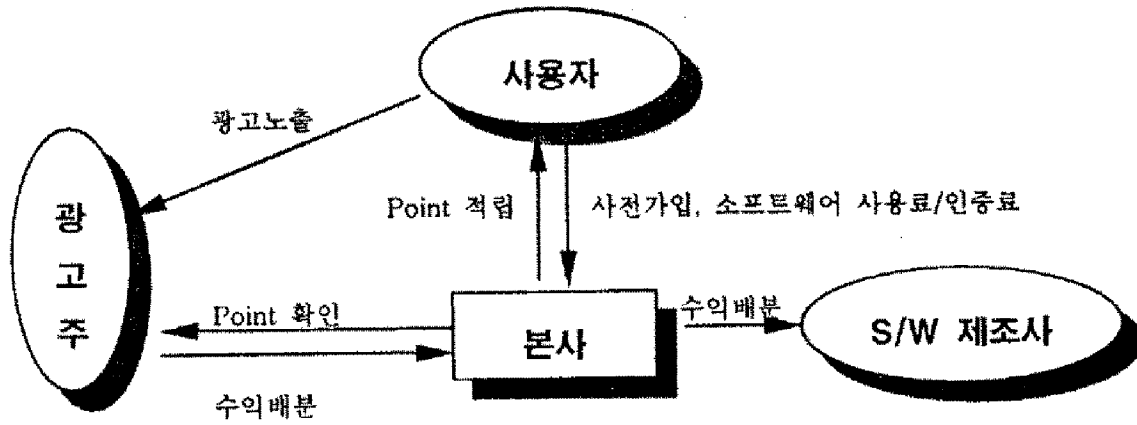 사용자
광고노출
광
고
주
Point 적립
사전가입, 소프트웨어 사용료/인증료
Point 확인
본사
수익배분
S/W 제조사
수익배분